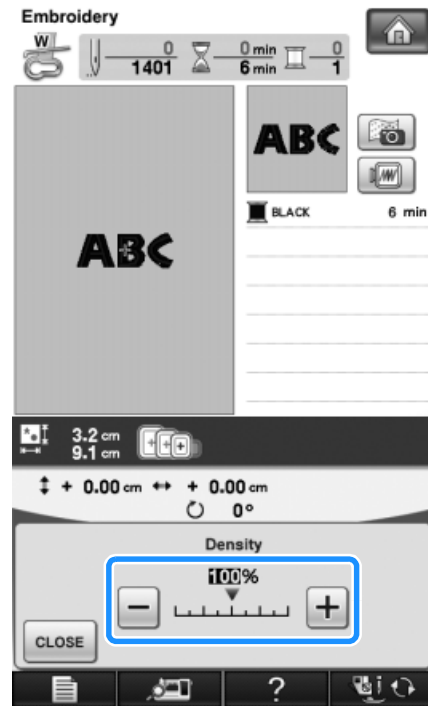 Embroidery
W
0 0 min 0
1401 6 min 1
ABC
BLACK 6 min
ABC
3.2 cm
9.1 cm
+ 0.00 cm + 0.00 cm
0°
Density
100%
CLOSE
?